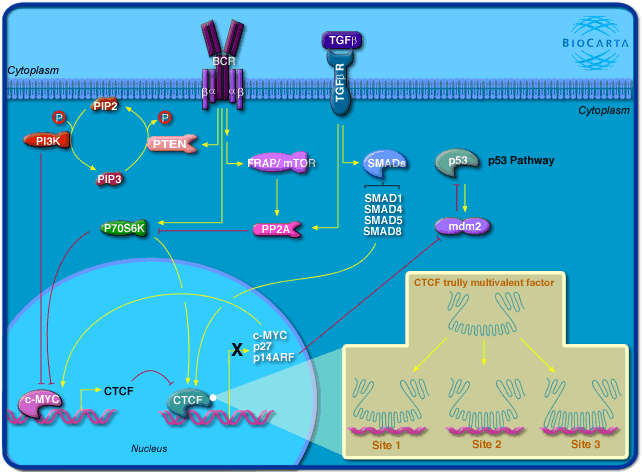 TGFβ
BIOCARTA
BCR
Cytoplasm
βα
αβ
TGFβ R
Cytoplasm
PIP2
P
P
PI3K
PTEN
p53
p53 Pathway
FRAP/ mTOR
SMADs
PIP3
SMAD1
SMAD4
SMAD5
SMAD8
P70S6K
PP2A
mdm2
CTCF trully multivalent factor
X
c-MYC
p27
p14ARF
c-MYC
CTCF
CTCF
Site 1
Site 2
Site 3
Nucleus